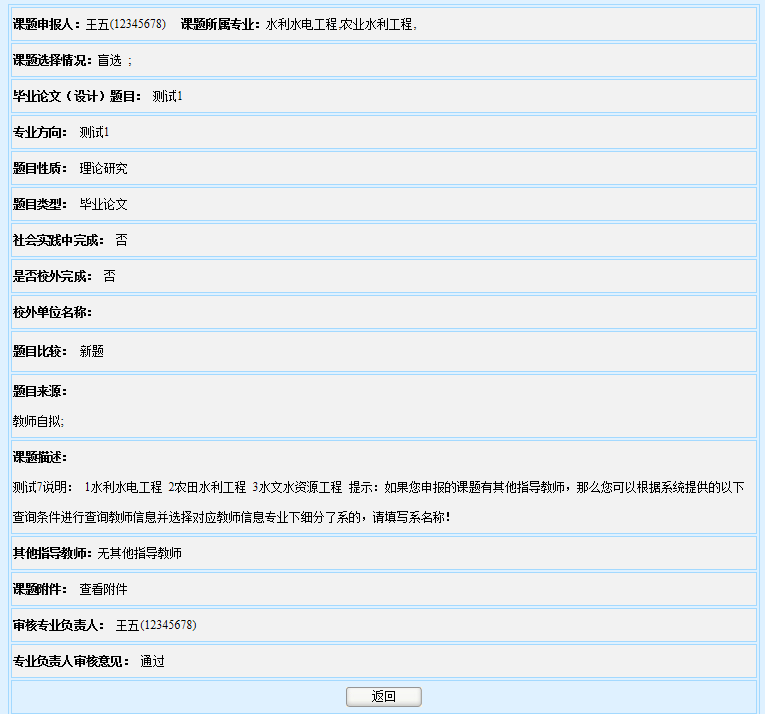 课题申报人：王五(12345678) 课题所属专业：水利水电工程,农业水利工程,
课题选择情况：盲选 ;
毕业论文（设计）题目： 测试1
专业方向： 测试1
题目性质： 理论研究
题目类型： 毕业论文
社会实践中完成： 否
是否校外完成： 否
校外单位名称：
题目比较： 新题
题目来源：
教师自拟;
课题描述：
测试7说明： 1水利水电工程 2农田水利工程 3水文水资源工程 提示：如果您申报的课题有其他指导教师，那么您可以根据系统提供的以下
查询条件进行查询教师信息并选择对应教师信息专业下细分了系的，请填写系名称！
其他指导教师：无其他指导教师
课题附件： 查看附件
审核专业负责人： 王五(12345678)
专业负责人审核意见： 通过
返回